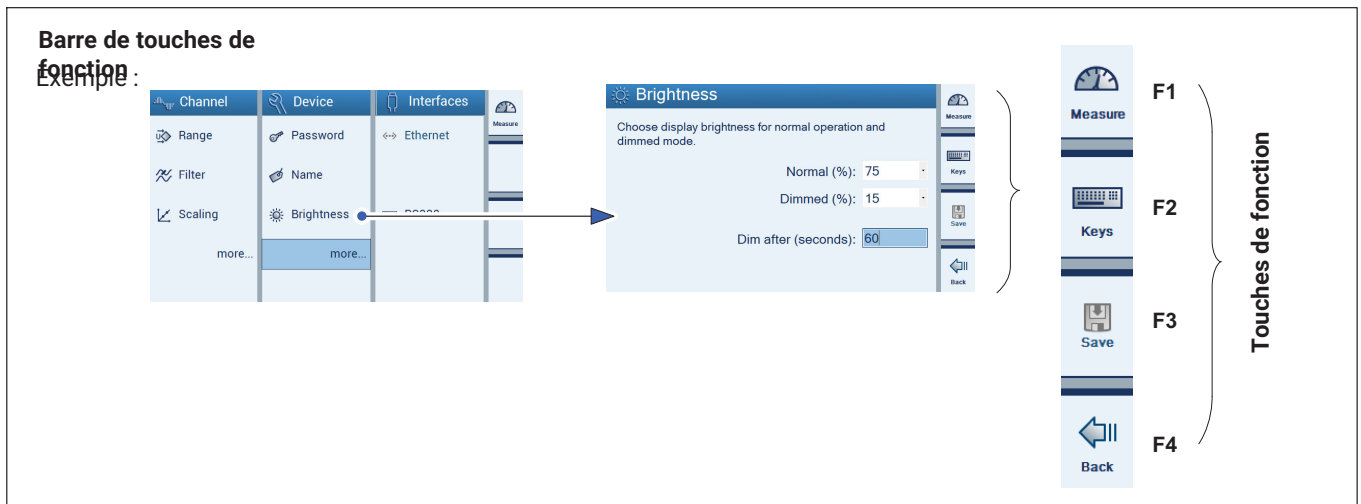 Barre de touches de
fonction
Exemple :
Channel
Range
Filter
Scaling
more...
Device
Password
Name
Brightness
more...
Interfaces
Ethernet
Measure
Brightness
Choose display brightness for normal operation and
dimmed mode.
Normal (%): 75
Dimmed (%): 15
Dim after (seconds): 60
Measure
Keys
Save
Back
Measure
F1
Keys
F2
Save
F3
Back
F4
Touches de fonction